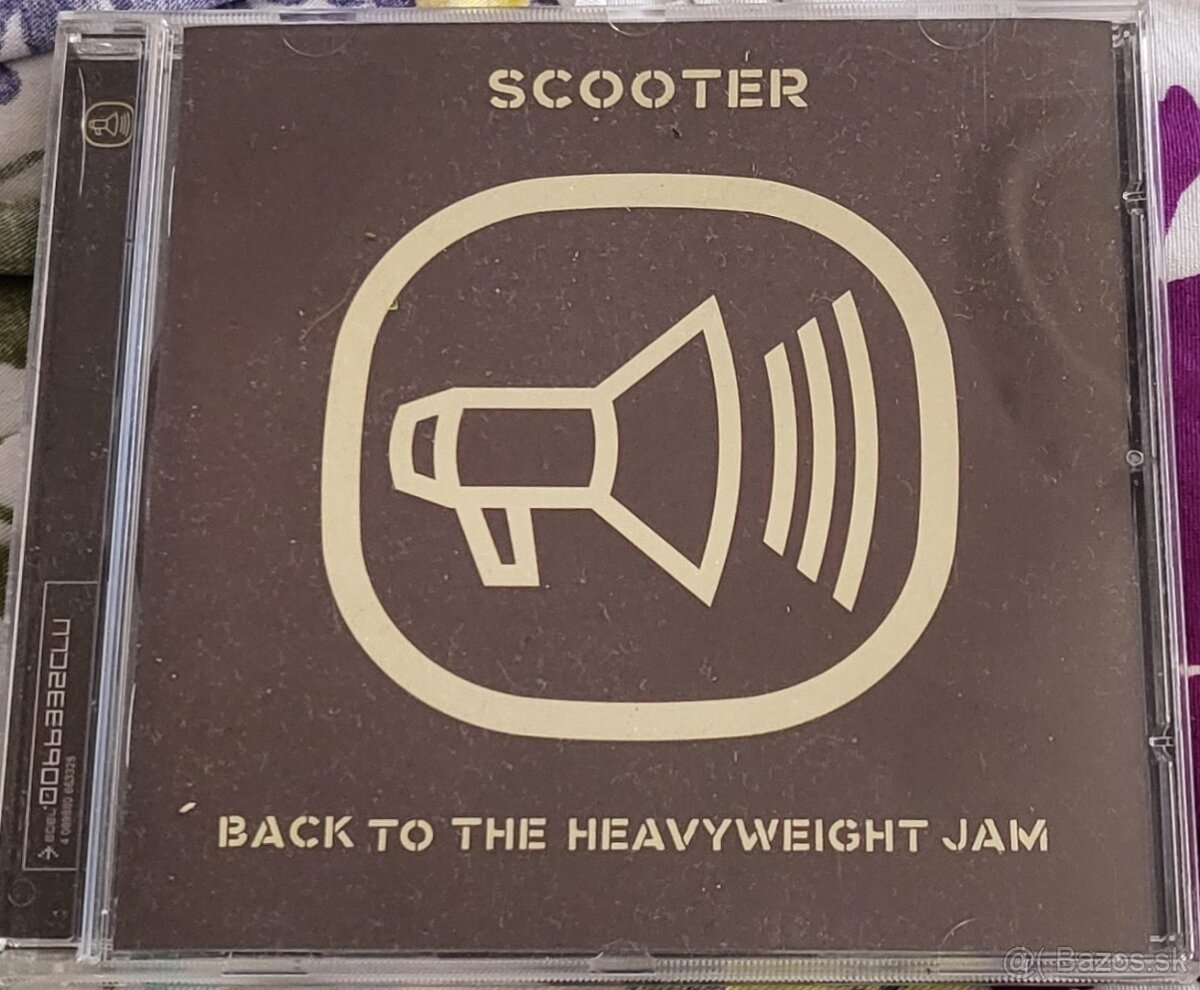 SCOOTER
BACK TO THE HEAVYWEIGHT JAM
Bazos.sk